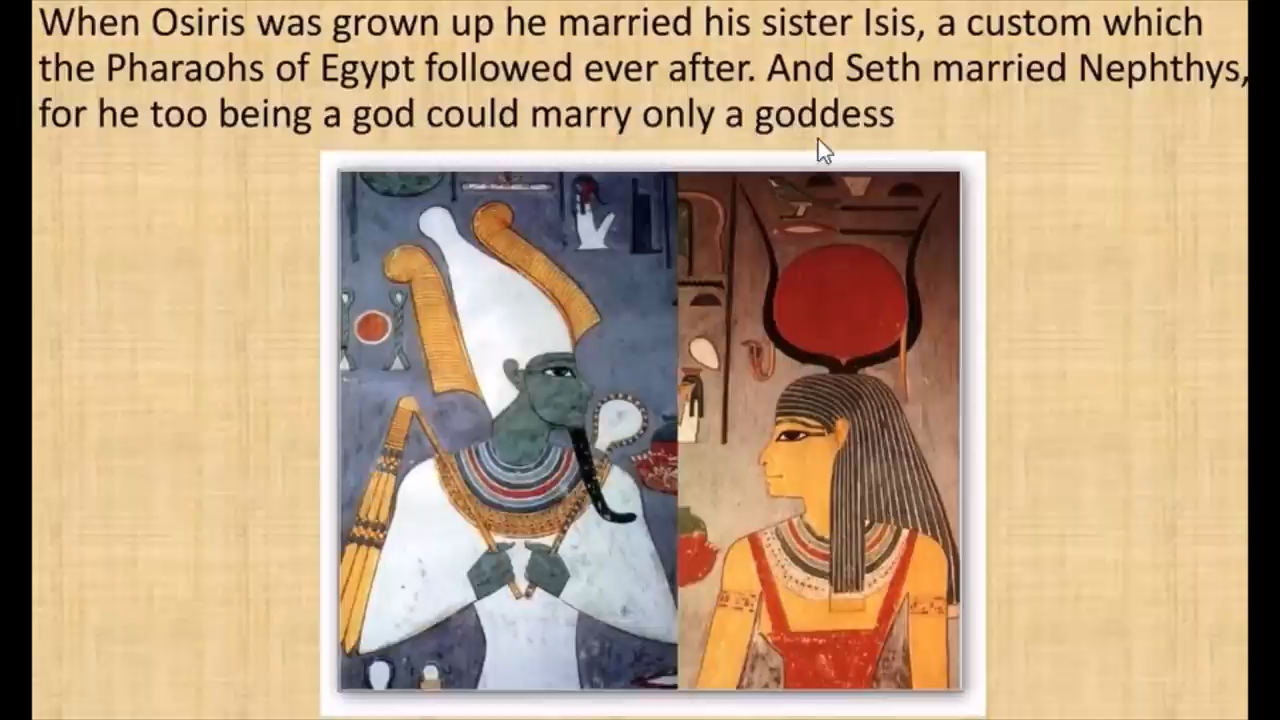 When Osiris was grown up he married his sister Isis, a custom which
the Pharaohs of Egypt followed ever after. And Seth married Nephthys,
for he too being a god could marry only a goddess